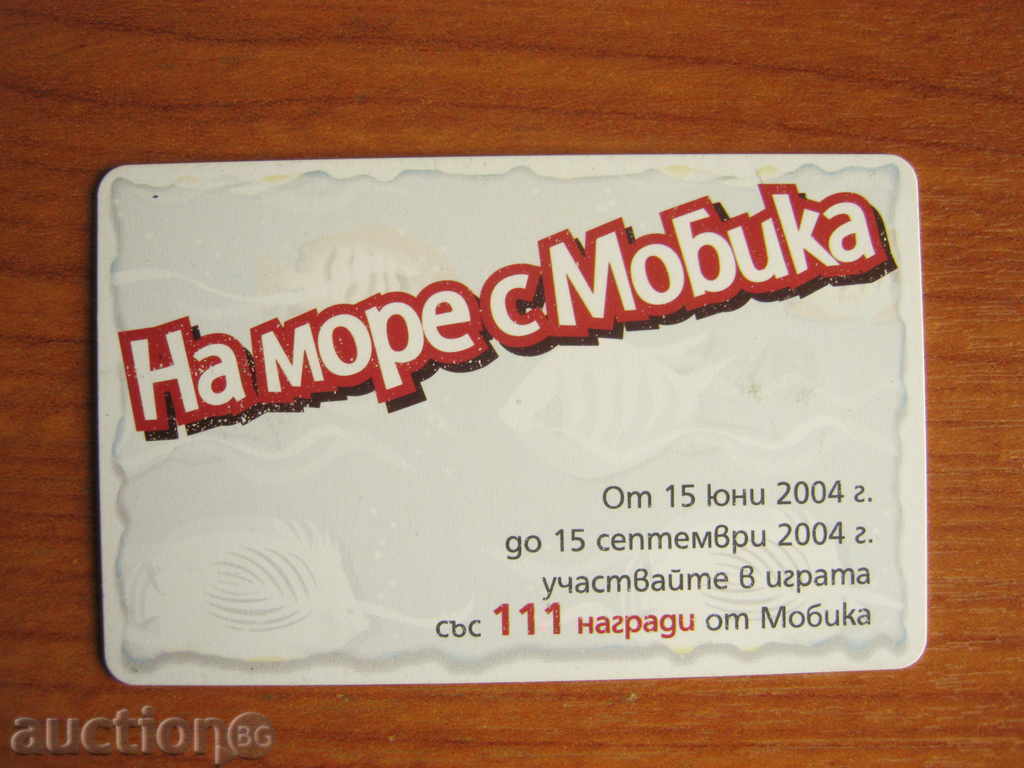 На море с Мобика
От 15 юни 2004 г.
до 15 септември 2004 г.
участвайте в играта
със 111 награди от Мобика
auction BG